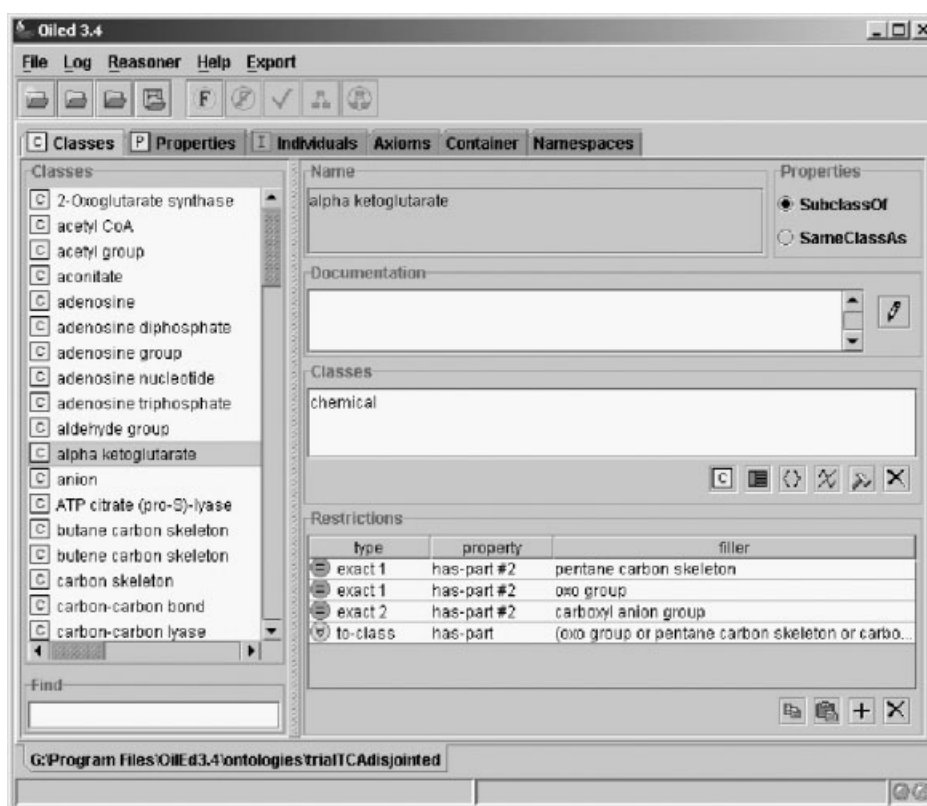 Oiled 3.4
File Log Reasoner Help Export
F
C Classes P Properties I Individuals Axioms Container Namespaces
Classes
C 2-Oxoglutarate synthase
C acetyl CoA
C acetyl group
C aconitate
C adenosine
C adenosine diphosphate
C adenosine group
C adenosine nucleotide
C adenosine triphosphate
C aldehyde group
C alpha ketoglutarate
C anion
C ATP citrate (pro-S)-lyase
C butane carbon skeleton
C butene carbon skeleton
C carbon skeleton
C carbon-carbon bond
C carbon-carbon lyase
Find
Name
alpha ketoglutarate
Properties
SubclassOf
SameClassAs
Documentation
Classes
chemical
C
Restrictions
type property filler
exact 1 has-part #2 pentane carbon skeleton
exact 1 has-part #2 oxo group
exact 2 has-part #2 carboxyl anion group
to-class has-part (oxo group or pentane carbon skeleton or carbo...
G:\Program Files\OilEd3.4\ontologies\trialTCAdisjointed